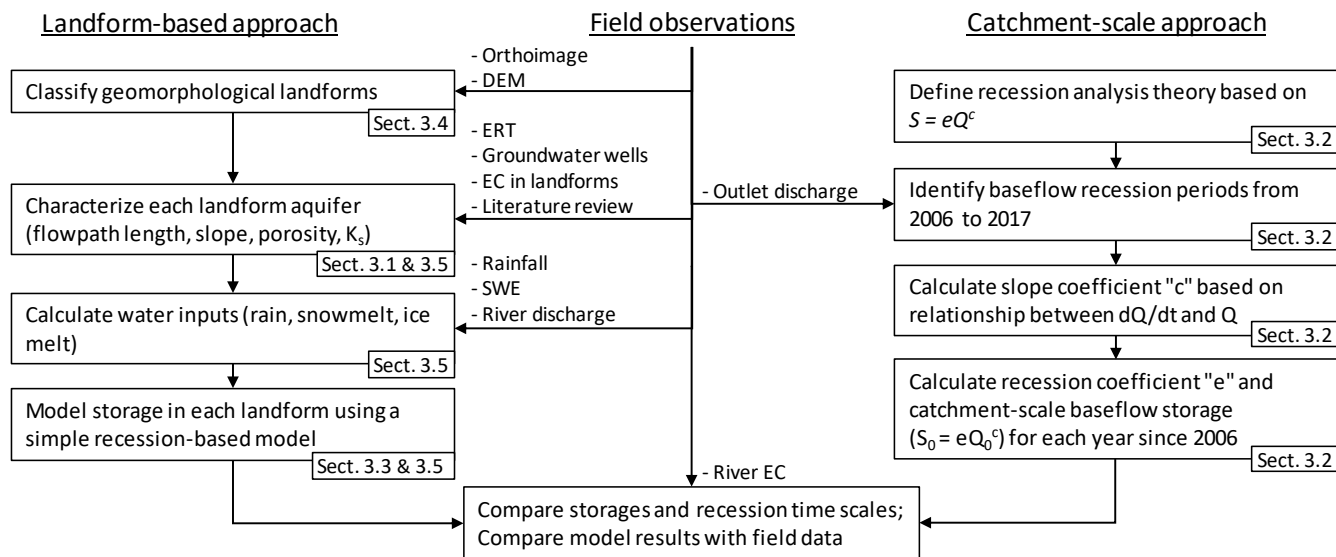 Landform-based approach
Field observations
Catchment-scale approach
- Orthoimage
- DEM
Classify geomorphological landforms
Sect. 3.4
- ERT
- Groundwater wells
- EC in landforms
- Literature review
Characterize each landform aquifer
(flowpath length, slope, porosity, Ks)
Sect. 3.1 & 3.5
- Rainfall
- SWE
- River discharge
Calculate water inputs (rain, snowmelt, ice
melt)
Sect. 3.5
Model storage in each landform using a
simple recession-based model
Sect. 3.3 & 3.5
- Outlet discharge
Define recession analysis theory based on
S = eQ^c
Sect. 3.2
Identify baseflow recession periods from
2006 to 2017
Sect. 3.2
Calculate slope coefficient "c" based on
relationship between dQ/dt and Q
Sect. 3.2
Calculate recession coefficient "e" and
catchment-scale baseflow storage
(S₀ = eQ₀^c) for each year since 2006
Sect. 3.2
- River EC
Compare storages and recession time scales;
Compare model results with field data